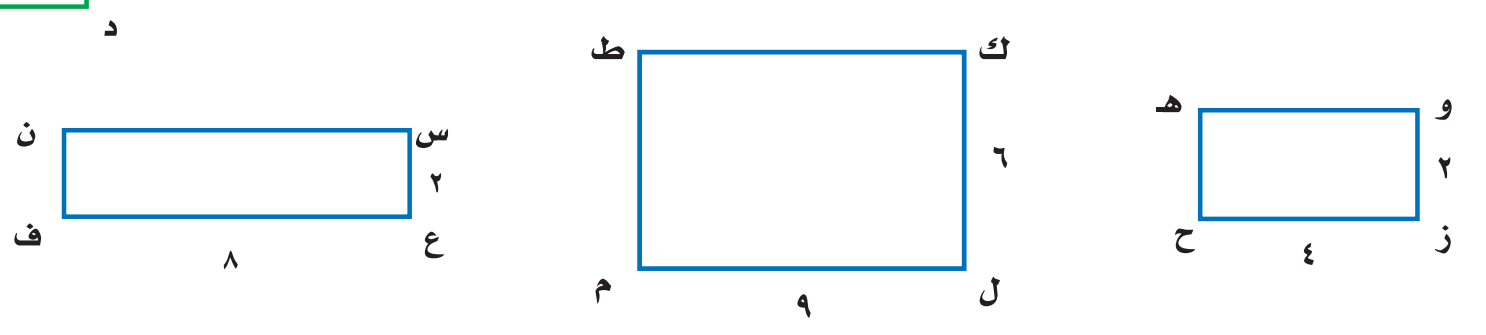 د
و هـ
٢
ز ح
٤
ك ط
٦
ل م
٩
س ن
٢
ع ف
٨